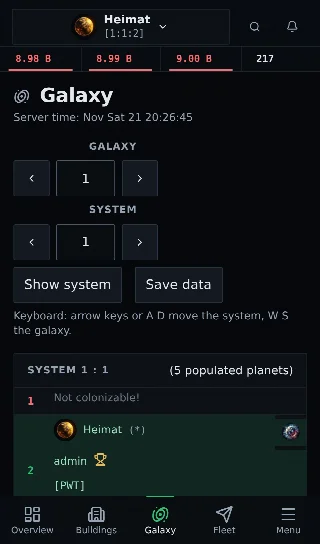 Heimat
[1:1:2]
8.98 B 8.99 B 9.00 B 217
Galaxy
Server time: Nov Sat 21 20:26:45
GALAXY
‹ 1 ›
SYSTEM
‹ 1 ›
Show system Save data
Keyboard: arrow keys or A D move the system, W S
the galaxy.
SYSTEM 1 : 1 (5 populated planets)
1 Not colonizable!
Heimat (*)
2 admin
[PWT]
Overview Buildings Galaxy Fleet Menu